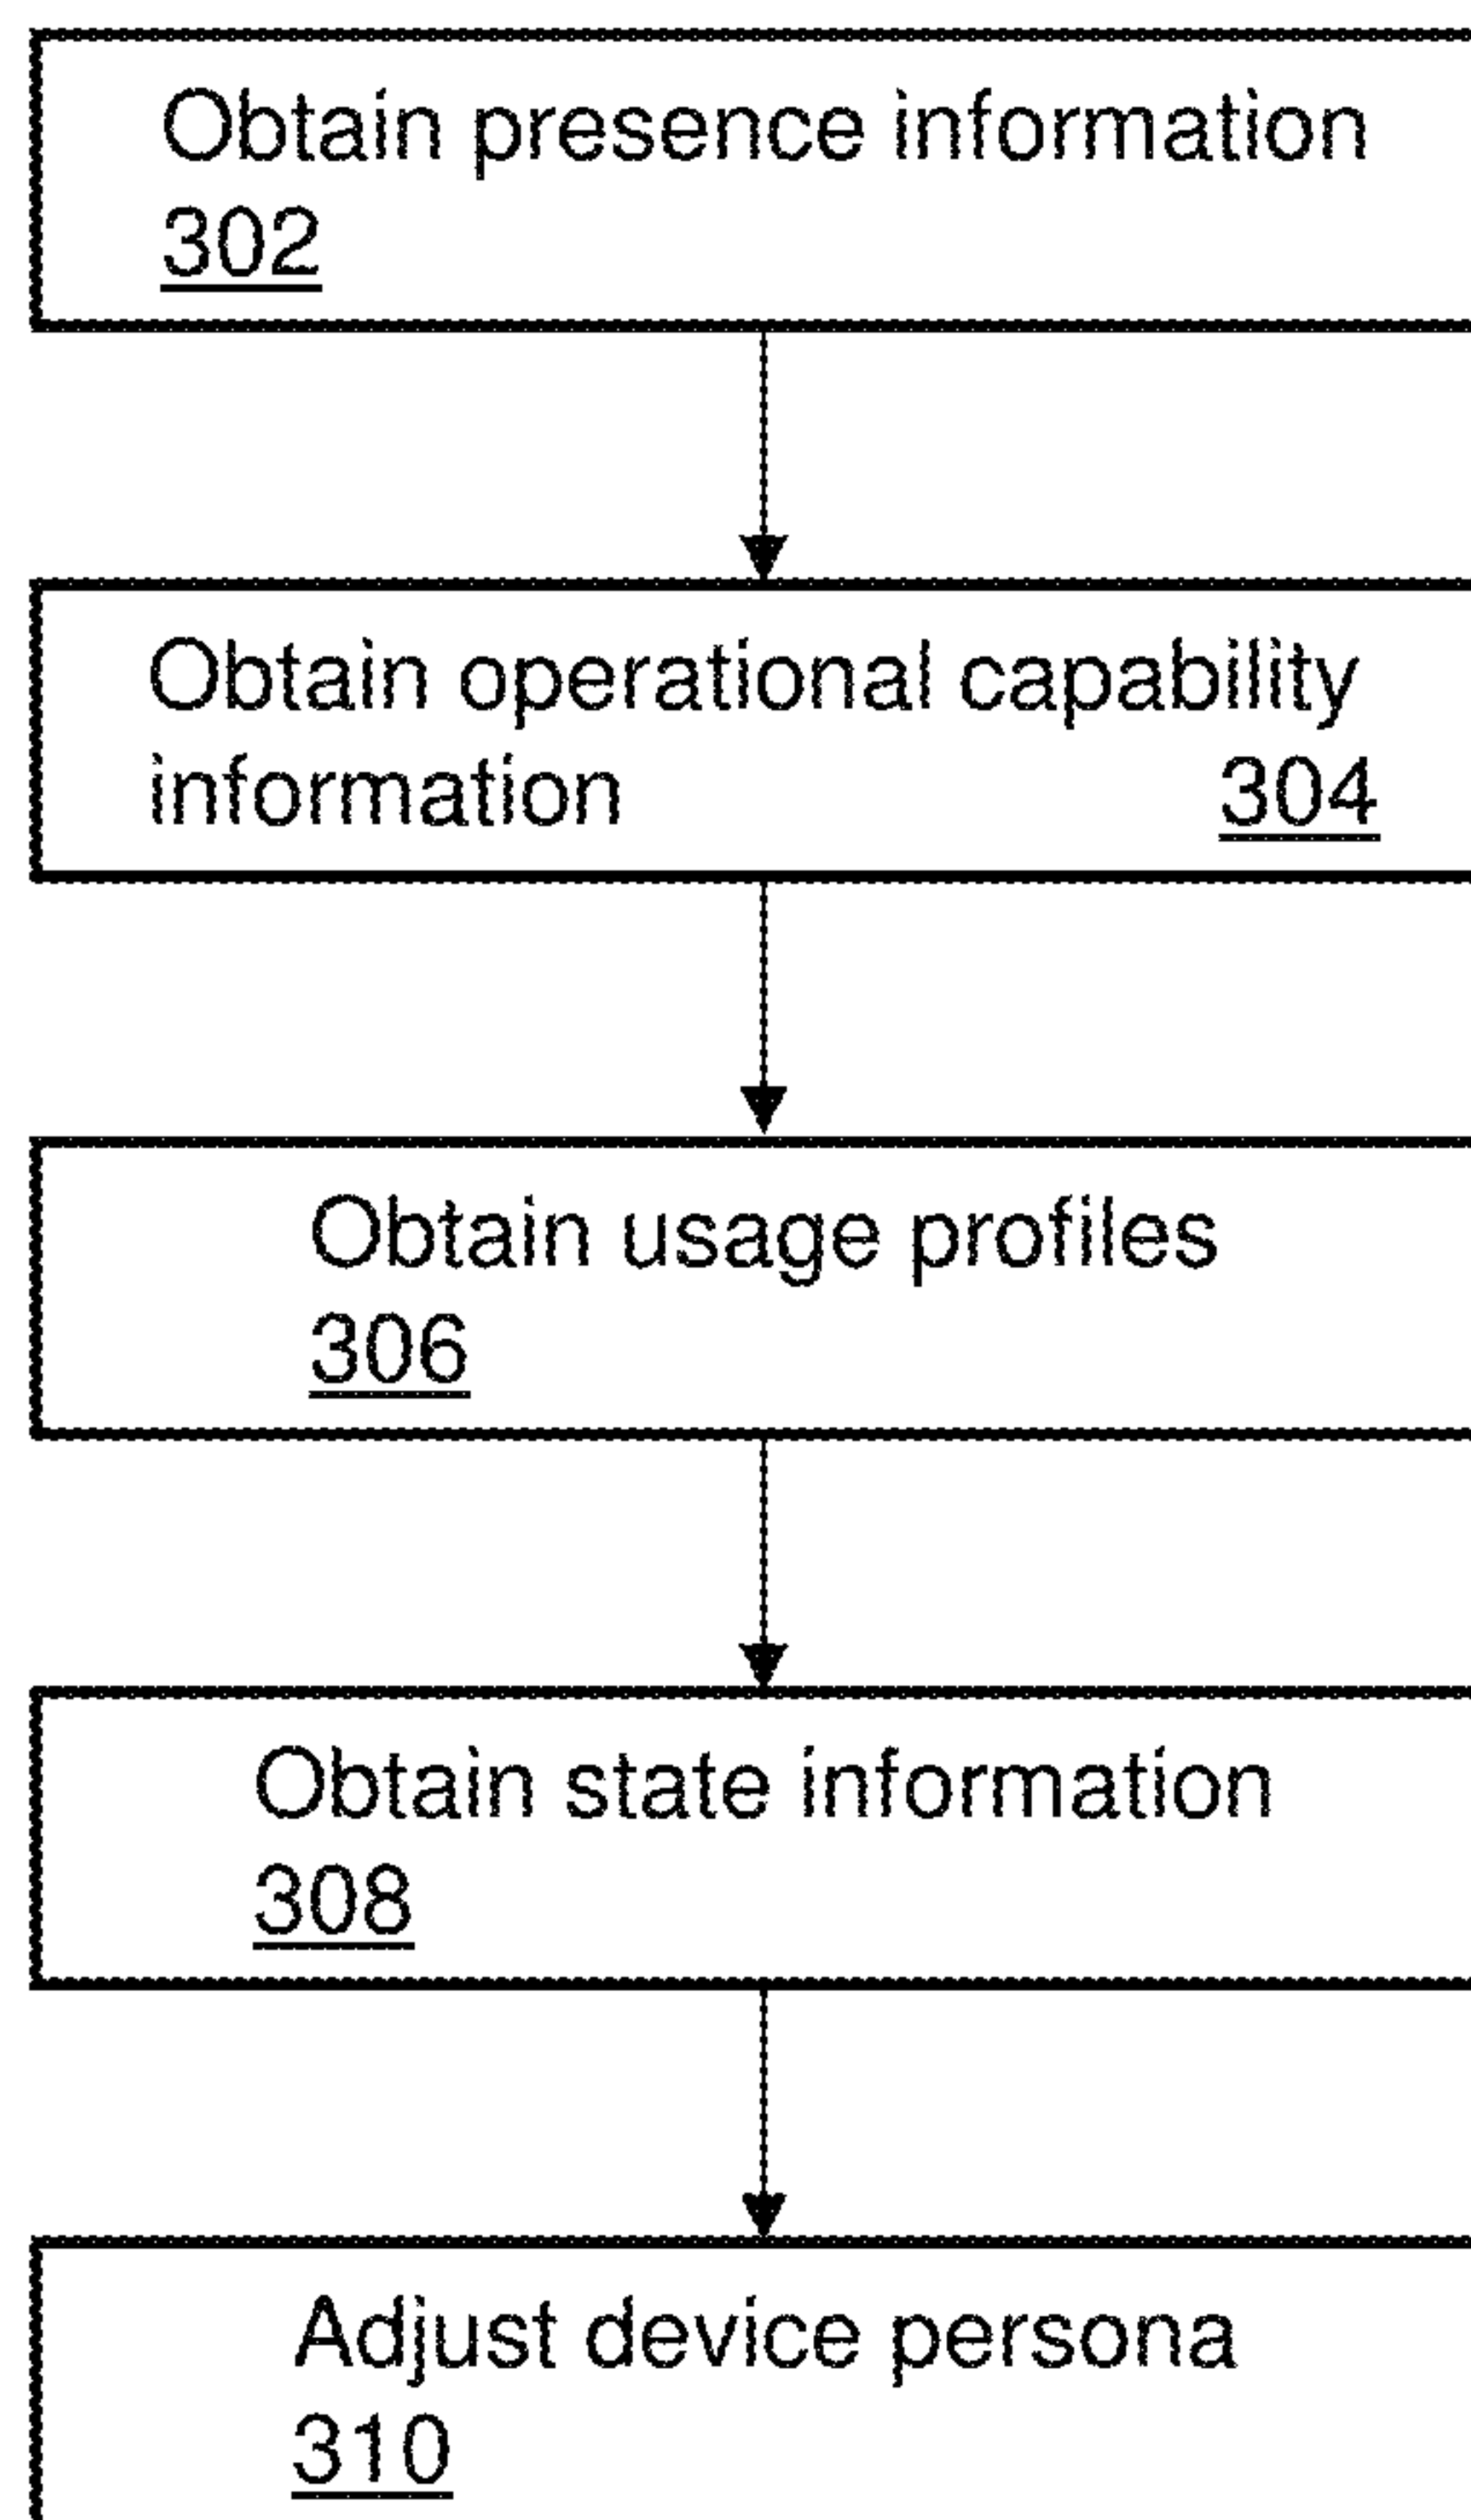 Obtain presence information
302
Obtain operational capability
information 304
Obtain usage profiles
306
Obtain state information
308
Adjust device persona
310